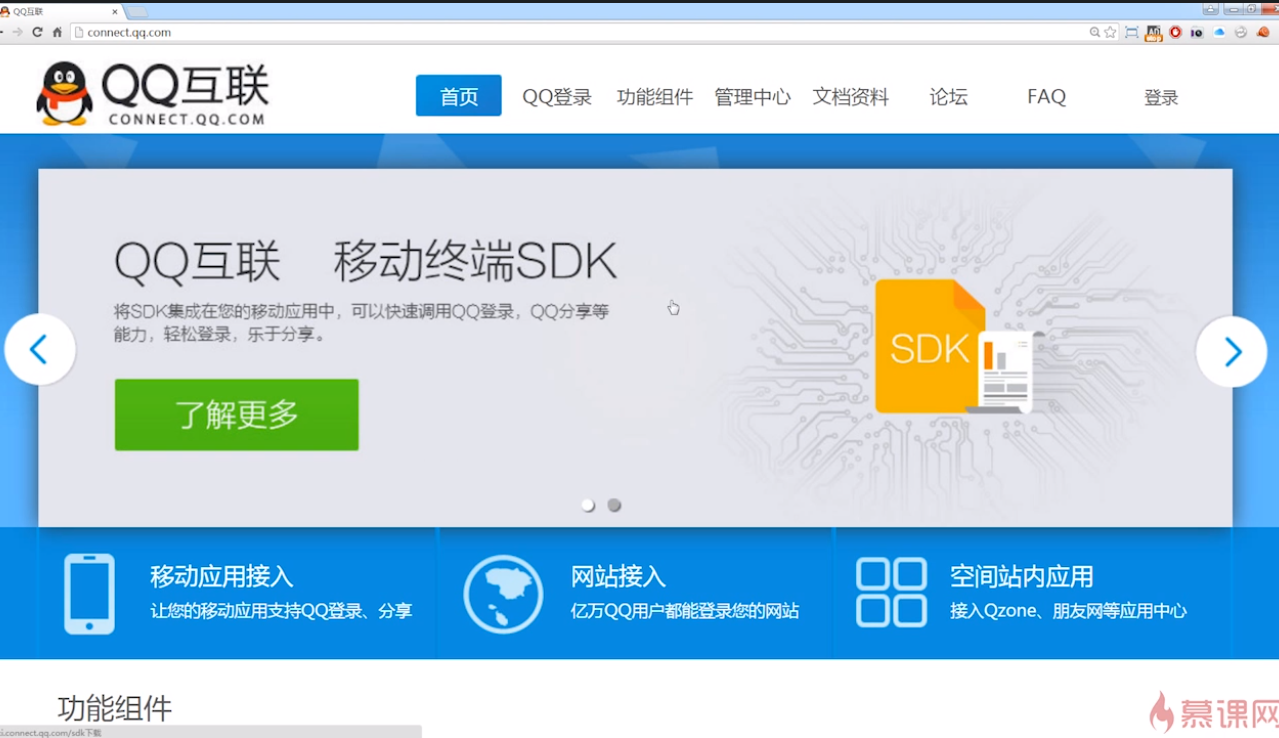 QQ互联
connect.qq.com
QQ互联
CONNECT.QQ.COM
首页 QQ登录 功能组件 管理中心 文档资料 论坛 FAQ 登录
QQ互联 移动终端SDK
将SDK集成在您的移动应用中，可以快速调用QQ登录，QQ分享等
能力，轻松登录，乐于分享。
了解更多
SDK
移动应用接入
让您的移动应用支持QQ登录、分享
网站接入
亿万QQ用户都能登录您的网站
空间站内应用
接入Qzone、朋友网等应用中心
功能组件
i.connect.qq.com/sdk下载
慕课网